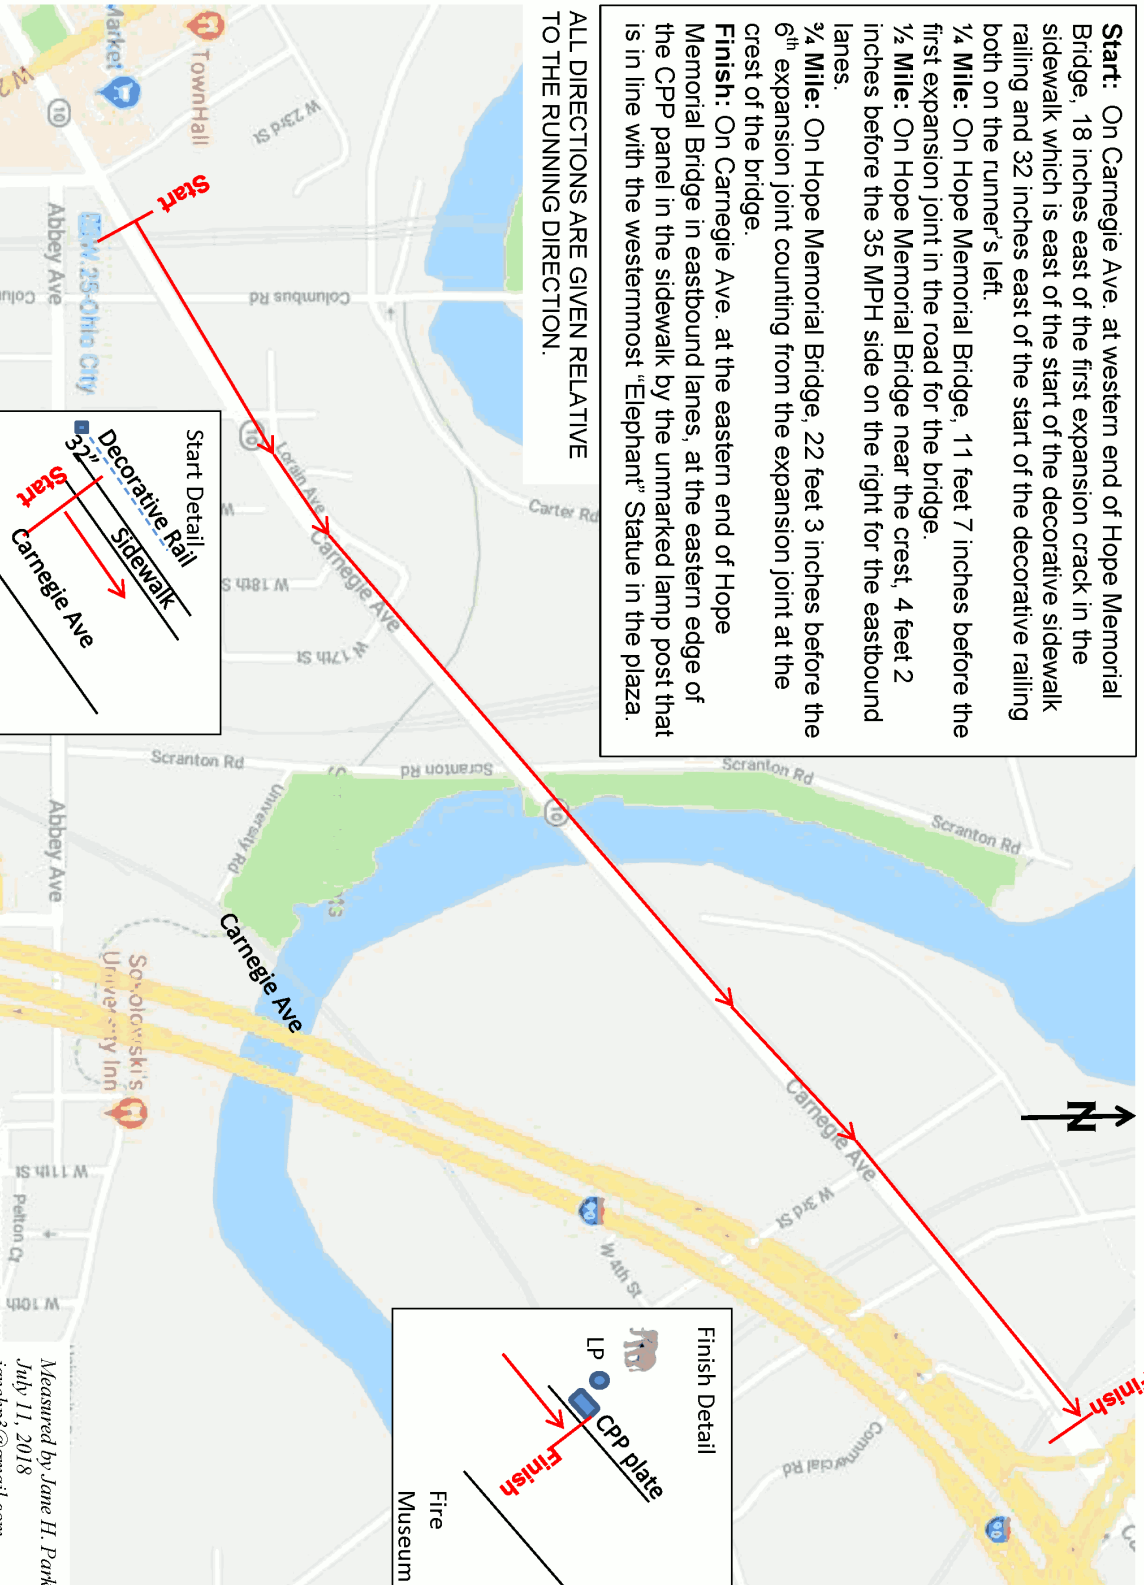 Start: On Carnegie Ave. at western end of Hope Memorial
Bridge, 18 inches east of the first expansion crack in the
sidewalk which is east of the start of the decorative sidewalk
railing and 32 inches east of the start of the decorative railing
both on the runner's left.
¼ Mile: On Hope Memorial Bridge, 11 feet 7 inches before the
first expansion joint in the road for the bridge.
½ Mile: On Hope Memorial Bridge near the crest, 4 feet 2
inches before the 35 MPH side on the right for the eastbound
lanes.
¾ Mile: On Hope Memorial Bridge, 22 feet 3 inches before the
6th expansion joint counting from the expansion joint at the
crest of the bridge.
Finish: On Carnegie Ave. at the eastern end of Hope
Memorial Bridge in eastbound lanes, at the eastern edge of
the CPP panel in the sidewalk by the unmarked lamp post that
is in line with the westernmost “Elephant” Statue in the plaza.
ALL DIRECTIONS ARE GIVEN RELATIVE
TO THE RUNNING DIRECTION.
N
Finish
Scranton Rd
Scranton Rd
Scranton Rd
Scranton Rd
Carter Rd
Columbus Rd
W 23rd St
TownHall
Market
10
Start
Abbey Ave
Abbey Ave
10
Lorain Ave
Carnegie Ave
W 18th S
W 17th St
10
University Rd
Carnegie Ave
Carnegie Ave
W 3rd St
W 4th St
90
90
Commercial Rd
Sokolowski's
University Inn
W 11th St
Pelton Ct
W 10th
Start Detail
Decorative Rail
32”
Sidewalk
Start
Carnegie Ave
Finish Detail
LP
CPP plate
Finish
Fire
Museum
Measured by Jane H. Park
July 11, 2018